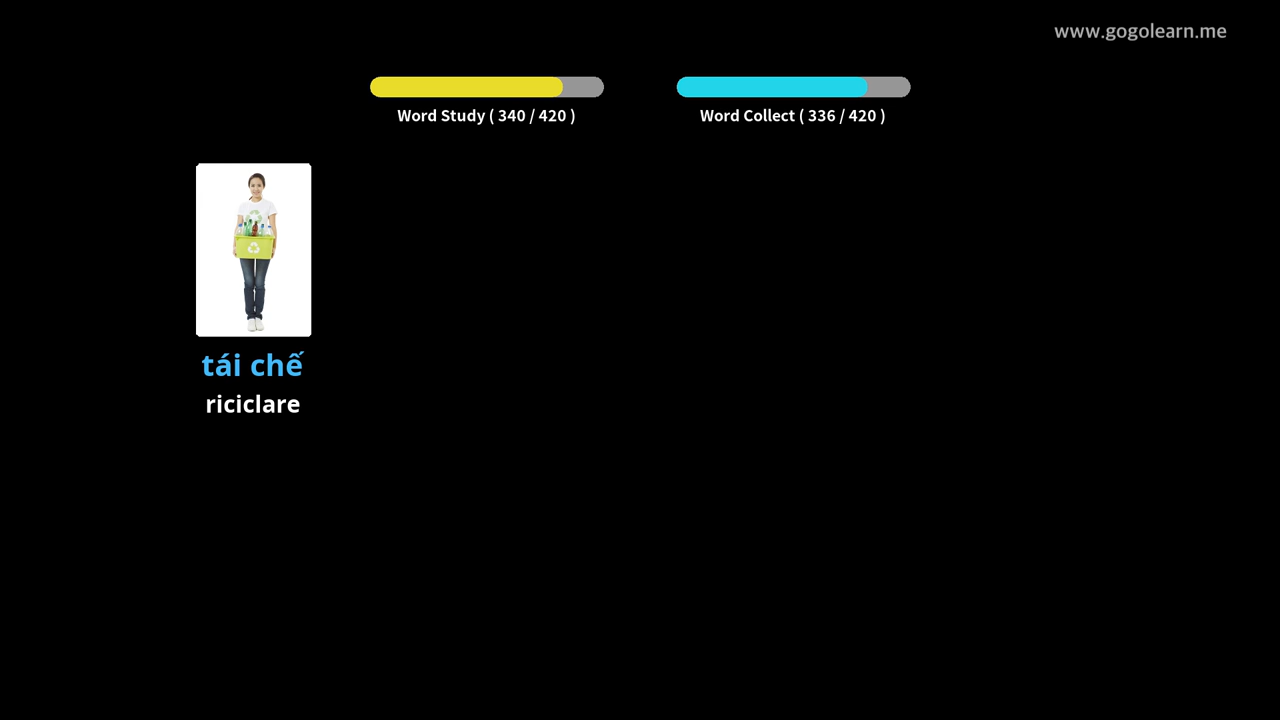 www.gogolearn.me
Word Study ( 340 / 420 )
Word Collect ( 336 / 420 )
tái chế
riciclare